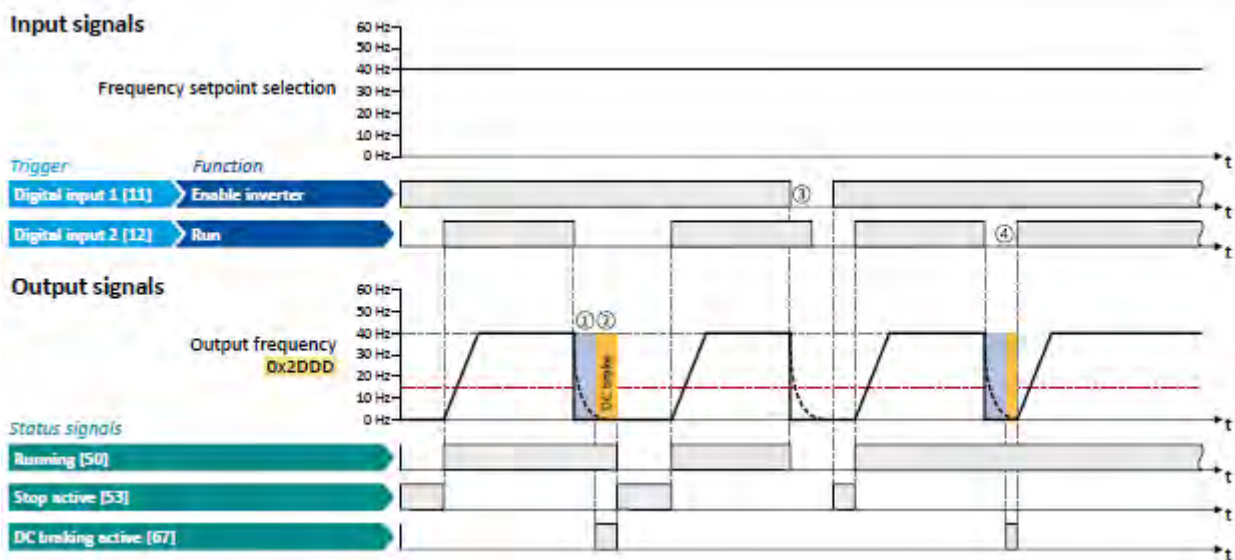 Input signals
60 Hz
50 Hz
40 Hz
30 Hz
20 Hz
10 Hz
0 Hz
Frequency setpoint selection
t
Trigger
Function
Digital input 1 [11]
Enable inverter
③
t
Digital input 2 [12]
Run
④
t
Output signals
60 Hz
50 Hz
40 Hz
30 Hz
20 Hz
10 Hz
0 Hz
①②
Output frequency
0x2DDD
DC brake
t
Status signals
Running [50]
t
Stop active [53]
t
DC braking active [67]
t